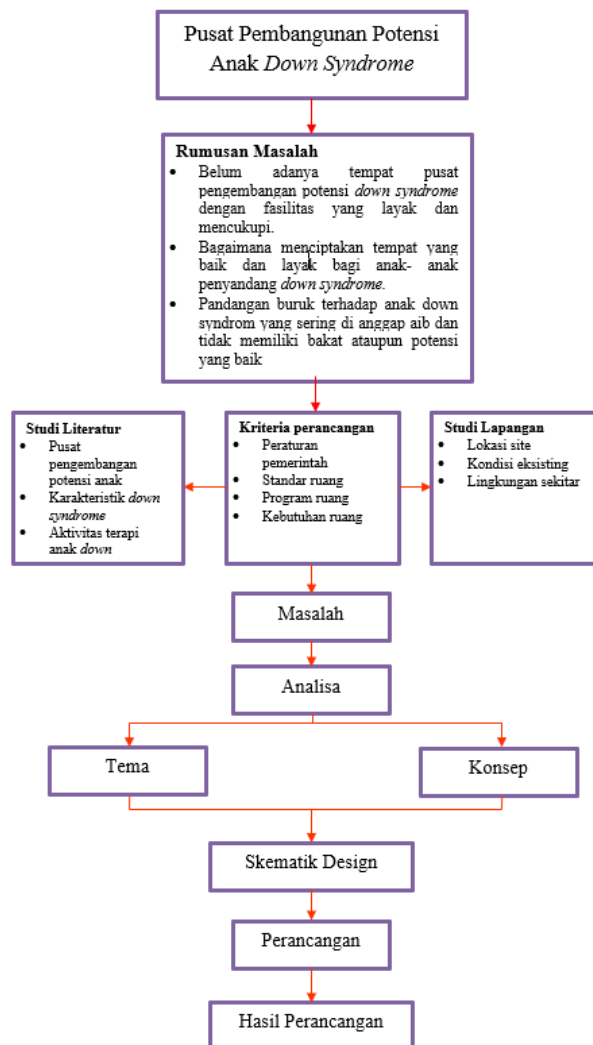 Pusat Pembangunan Potensi
Anak Down Syndrome
Rumusan Masalah
• Belum adanya tempat pusat
pengembangan potensi down syndrome
dengan fasilitas yang layak dan
mencukupi.
• Bagaimana menciptakan tempat yang
baik dan layak bagi anak- anak
penyandang down syndrome.
• Pandangan buruk terhadap anak down
syndrom yang sering di anggap aib dan
tidak memiliki bakat ataupun potensi
yang baik
Studi Literatur
• Pusat
pengembangan
potensi anak
• Karakteristik down
syndrome
• Aktivitas terapi
anak down
Kriteria perancangan
• Peraturan
pemerintah
• Standar ruang
• Program ruang
• Kebutuhan ruang
Studi Lapangan
• Lokasi site
• Kondisi eksisting
• Lingkungan sekitar
Masalah
Analisa
Tema
Konsep
Skematik Design
Perancangan
Hasil Perancangan